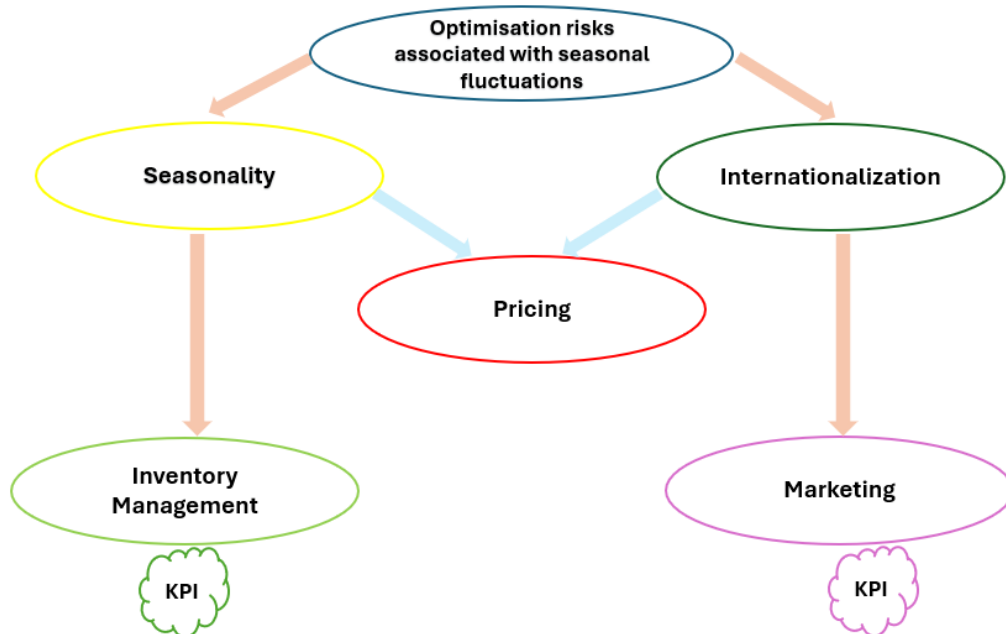 Optimisation risks
associated with seasonal
fluctuations
Seasonality
Internationalization
Pricing
Inventory
Management
Marketing
KPI
KPI